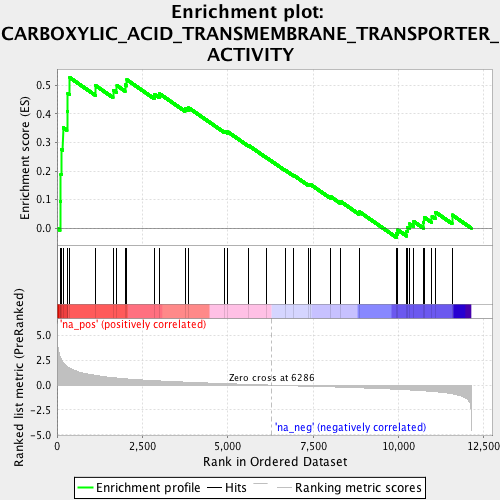 Enrichment plot:
CARBOXYLIC_ACID_TRANSMEMBRANE_TRANSPORTER_
ACTIVITY
Enrichment score (ES)
0.5
0.4
0.3
0.2
0.1
0.0
'na_pos' (positively correlated)
Ranked list metric (PreRanked)
5.0
2.5
0.0
-2.5
-5.0
Zero cross at 6286
'na_neg' (negatively correlated)
0
2,500
5,000
7,500
10,000
12,500
Rank in Ordered Dataset
Enrichment profile
Hits
Ranking metric scores